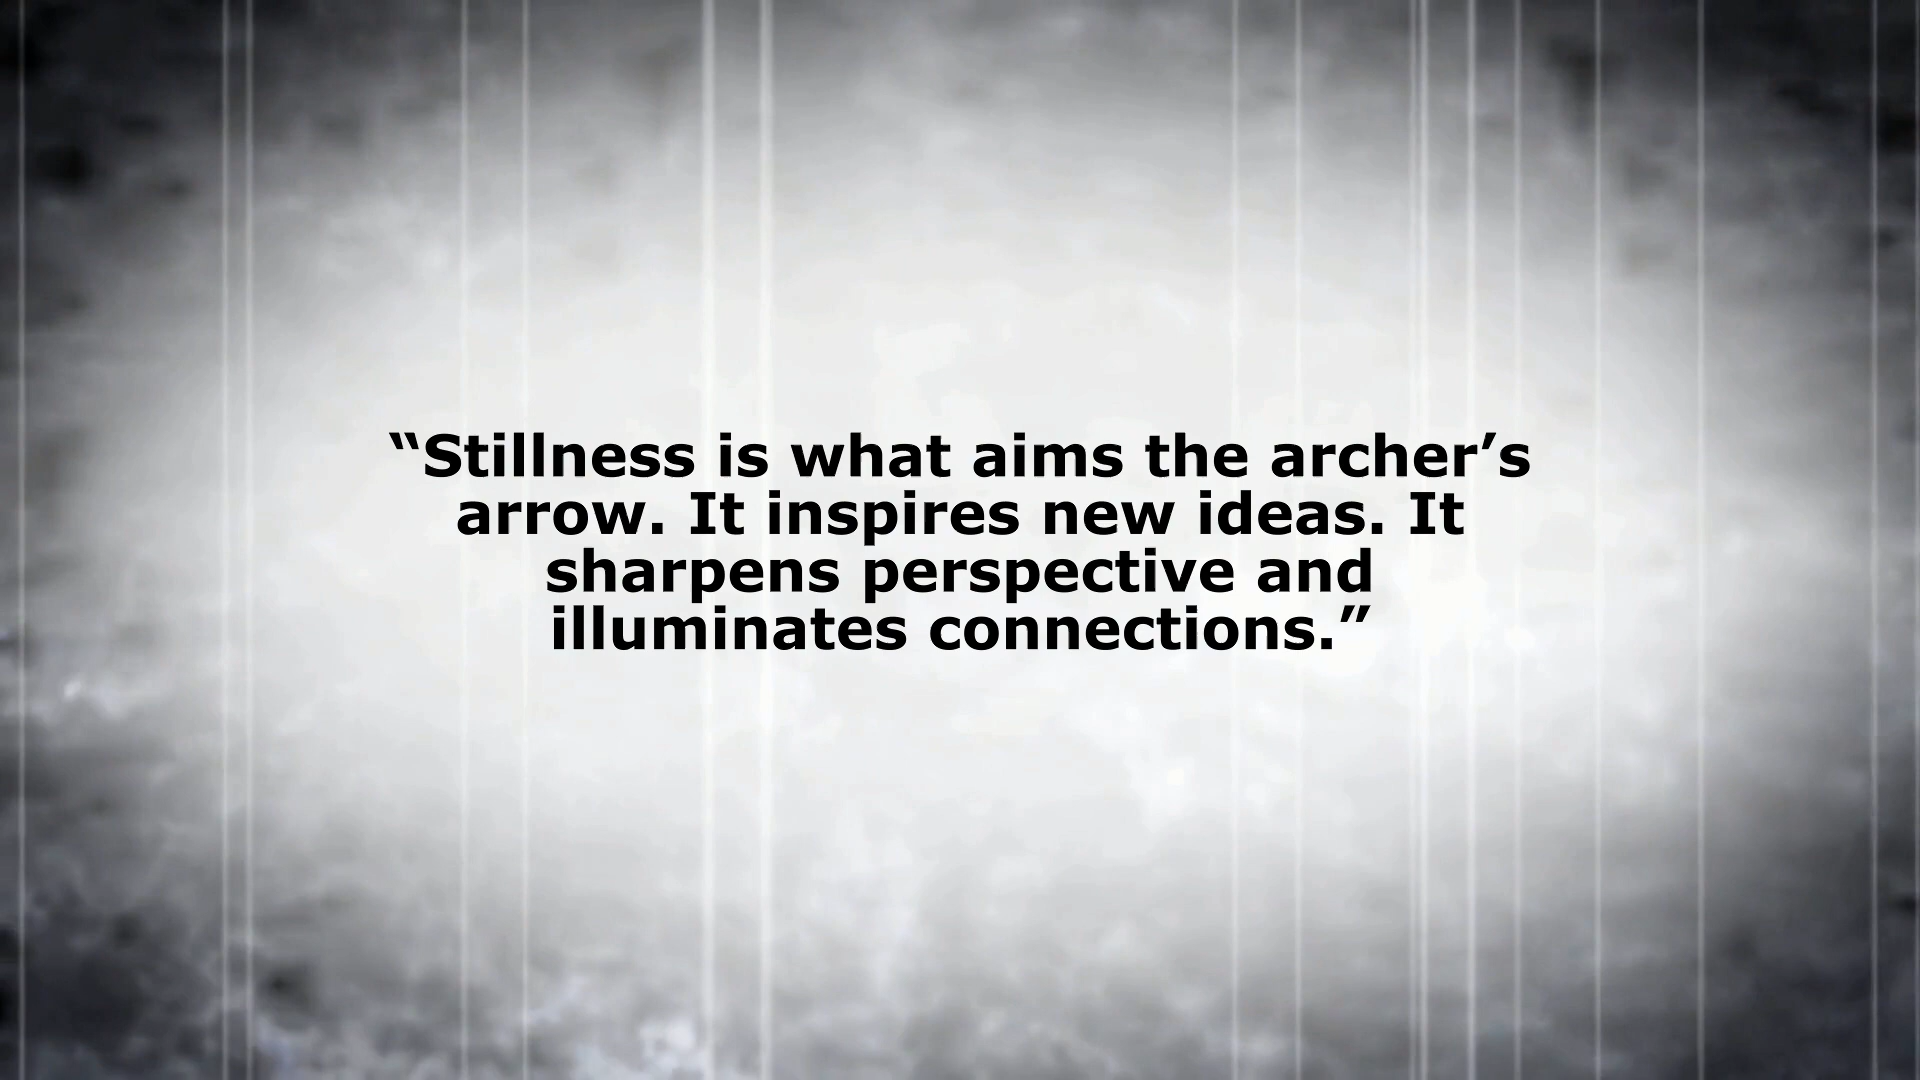 “Stillness is what aims the archer’s
arrow. It inspires new ideas. It
sharpens perspective and
illuminates connections.”